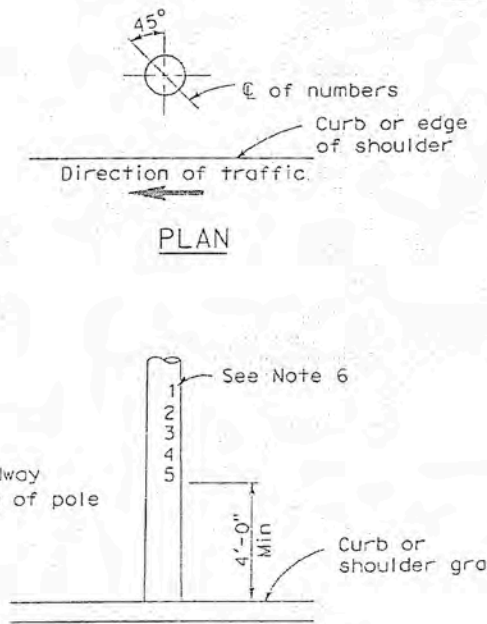 45°
℄ of numbers
Curb or edge
of shoulder
Direction of traffic
PLAN
See Note 6
1
2
3
4
5
of pole
4'-0"
Min
Curb or
shoulder